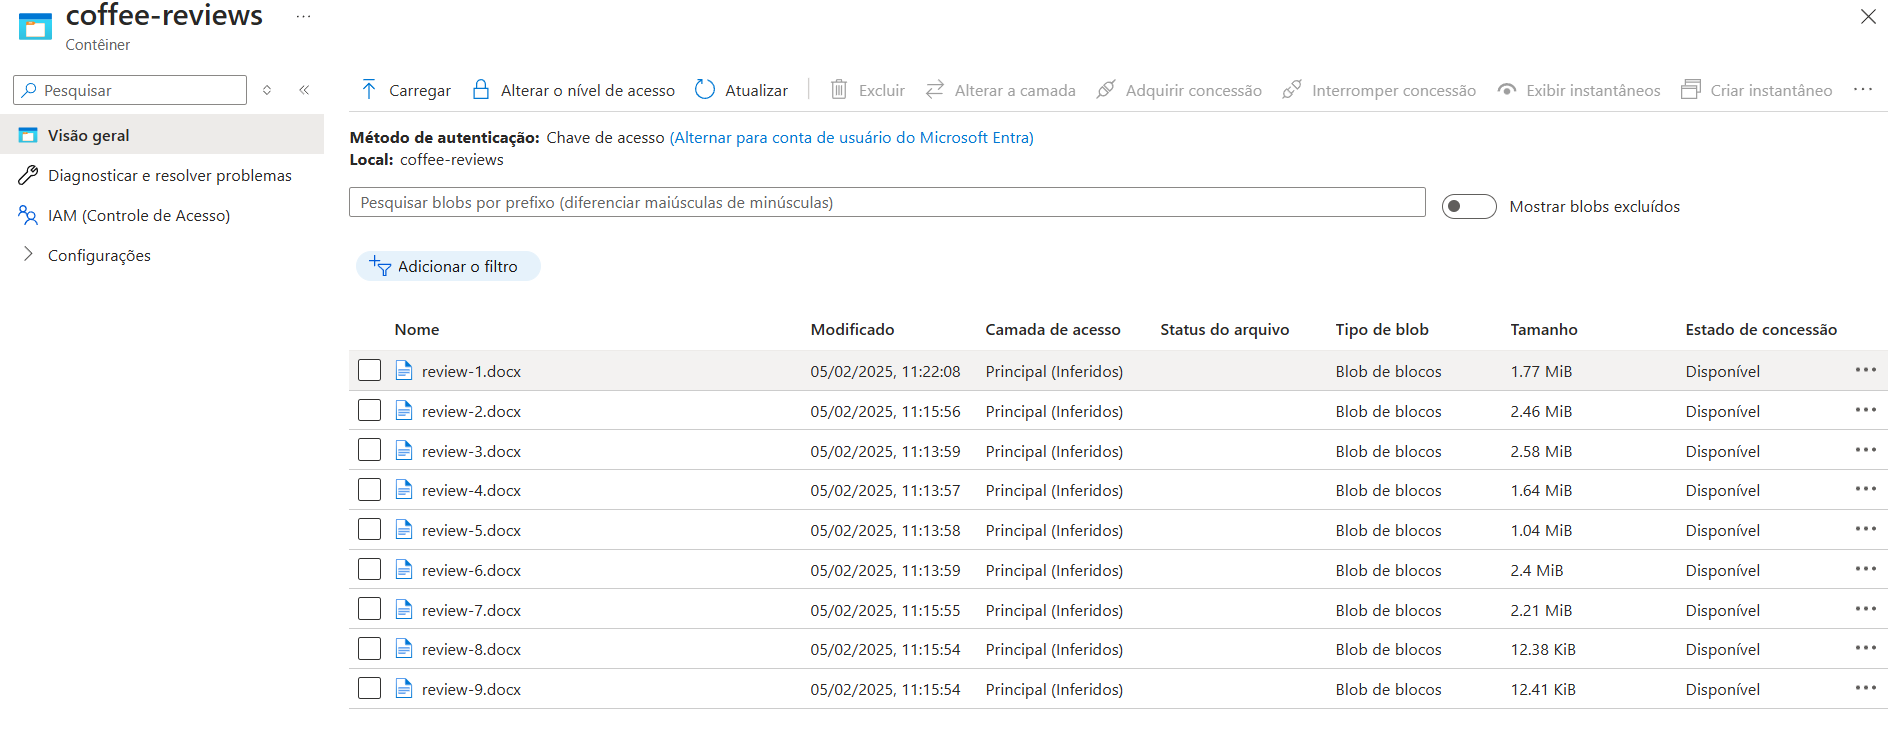 coffee-reviews ...
Contêiner
Pesquisar
Carregar Alterar o nível de acesso Atualizar Excluir Alterar a camada Adquirir concessão Interromper concessão Exibir instantâneos Criar instantâneo ...
Visão geral
Diagnosticar e resolver problemas
IAM (Controle de Acesso)
Configurações
Método de autenticação: Chave de acesso (Alternar para conta de usuário do Microsoft Entra)
Local: coffee-reviews
Pesquisar blobs por prefixo (diferenciar maiúsculas de minúsculas) Mostrar blobs excluídos
Adicionar o filtro
Nome Modificado Camada de acesso Status do arquivo Tipo de blob Tamanho Estado de concessão
review-1.docx 05/02/2025, 11:22:08 Principal (Inferidos) Blob de blocos 1.77 MiB Disponível ...
review-2.docx 05/02/2025, 11:15:56 Principal (Inferidos) Blob de blocos 2.46 MiB Disponível ...
review-3.docx 05/02/2025, 11:13:59 Principal (Inferidos) Blob de blocos 2.58 MiB Disponível ...
review-4.docx 05/02/2025, 11:13:57 Principal (Inferidos) Blob de blocos 1.64 MiB Disponível ...
review-5.docx 05/02/2025, 11:13:58 Principal (Inferidos) Blob de blocos 1.04 MiB Disponível ...
review-6.docx 05/02/2025, 11:13:59 Principal (Inferidos) Blob de blocos 2.4 MiB Disponível ...
review-7.docx 05/02/2025, 11:15:55 Principal (Inferidos) Blob de blocos 2.21 MiB Disponível ...
review-8.docx 05/02/2025, 11:15:54 Principal (Inferidos) Blob de blocos 12.38 KiB Disponível ...
review-9.docx 05/02/2025, 11:15:54 Principal (Inferidos) Blob de blocos 12.41 KiB Disponível ...